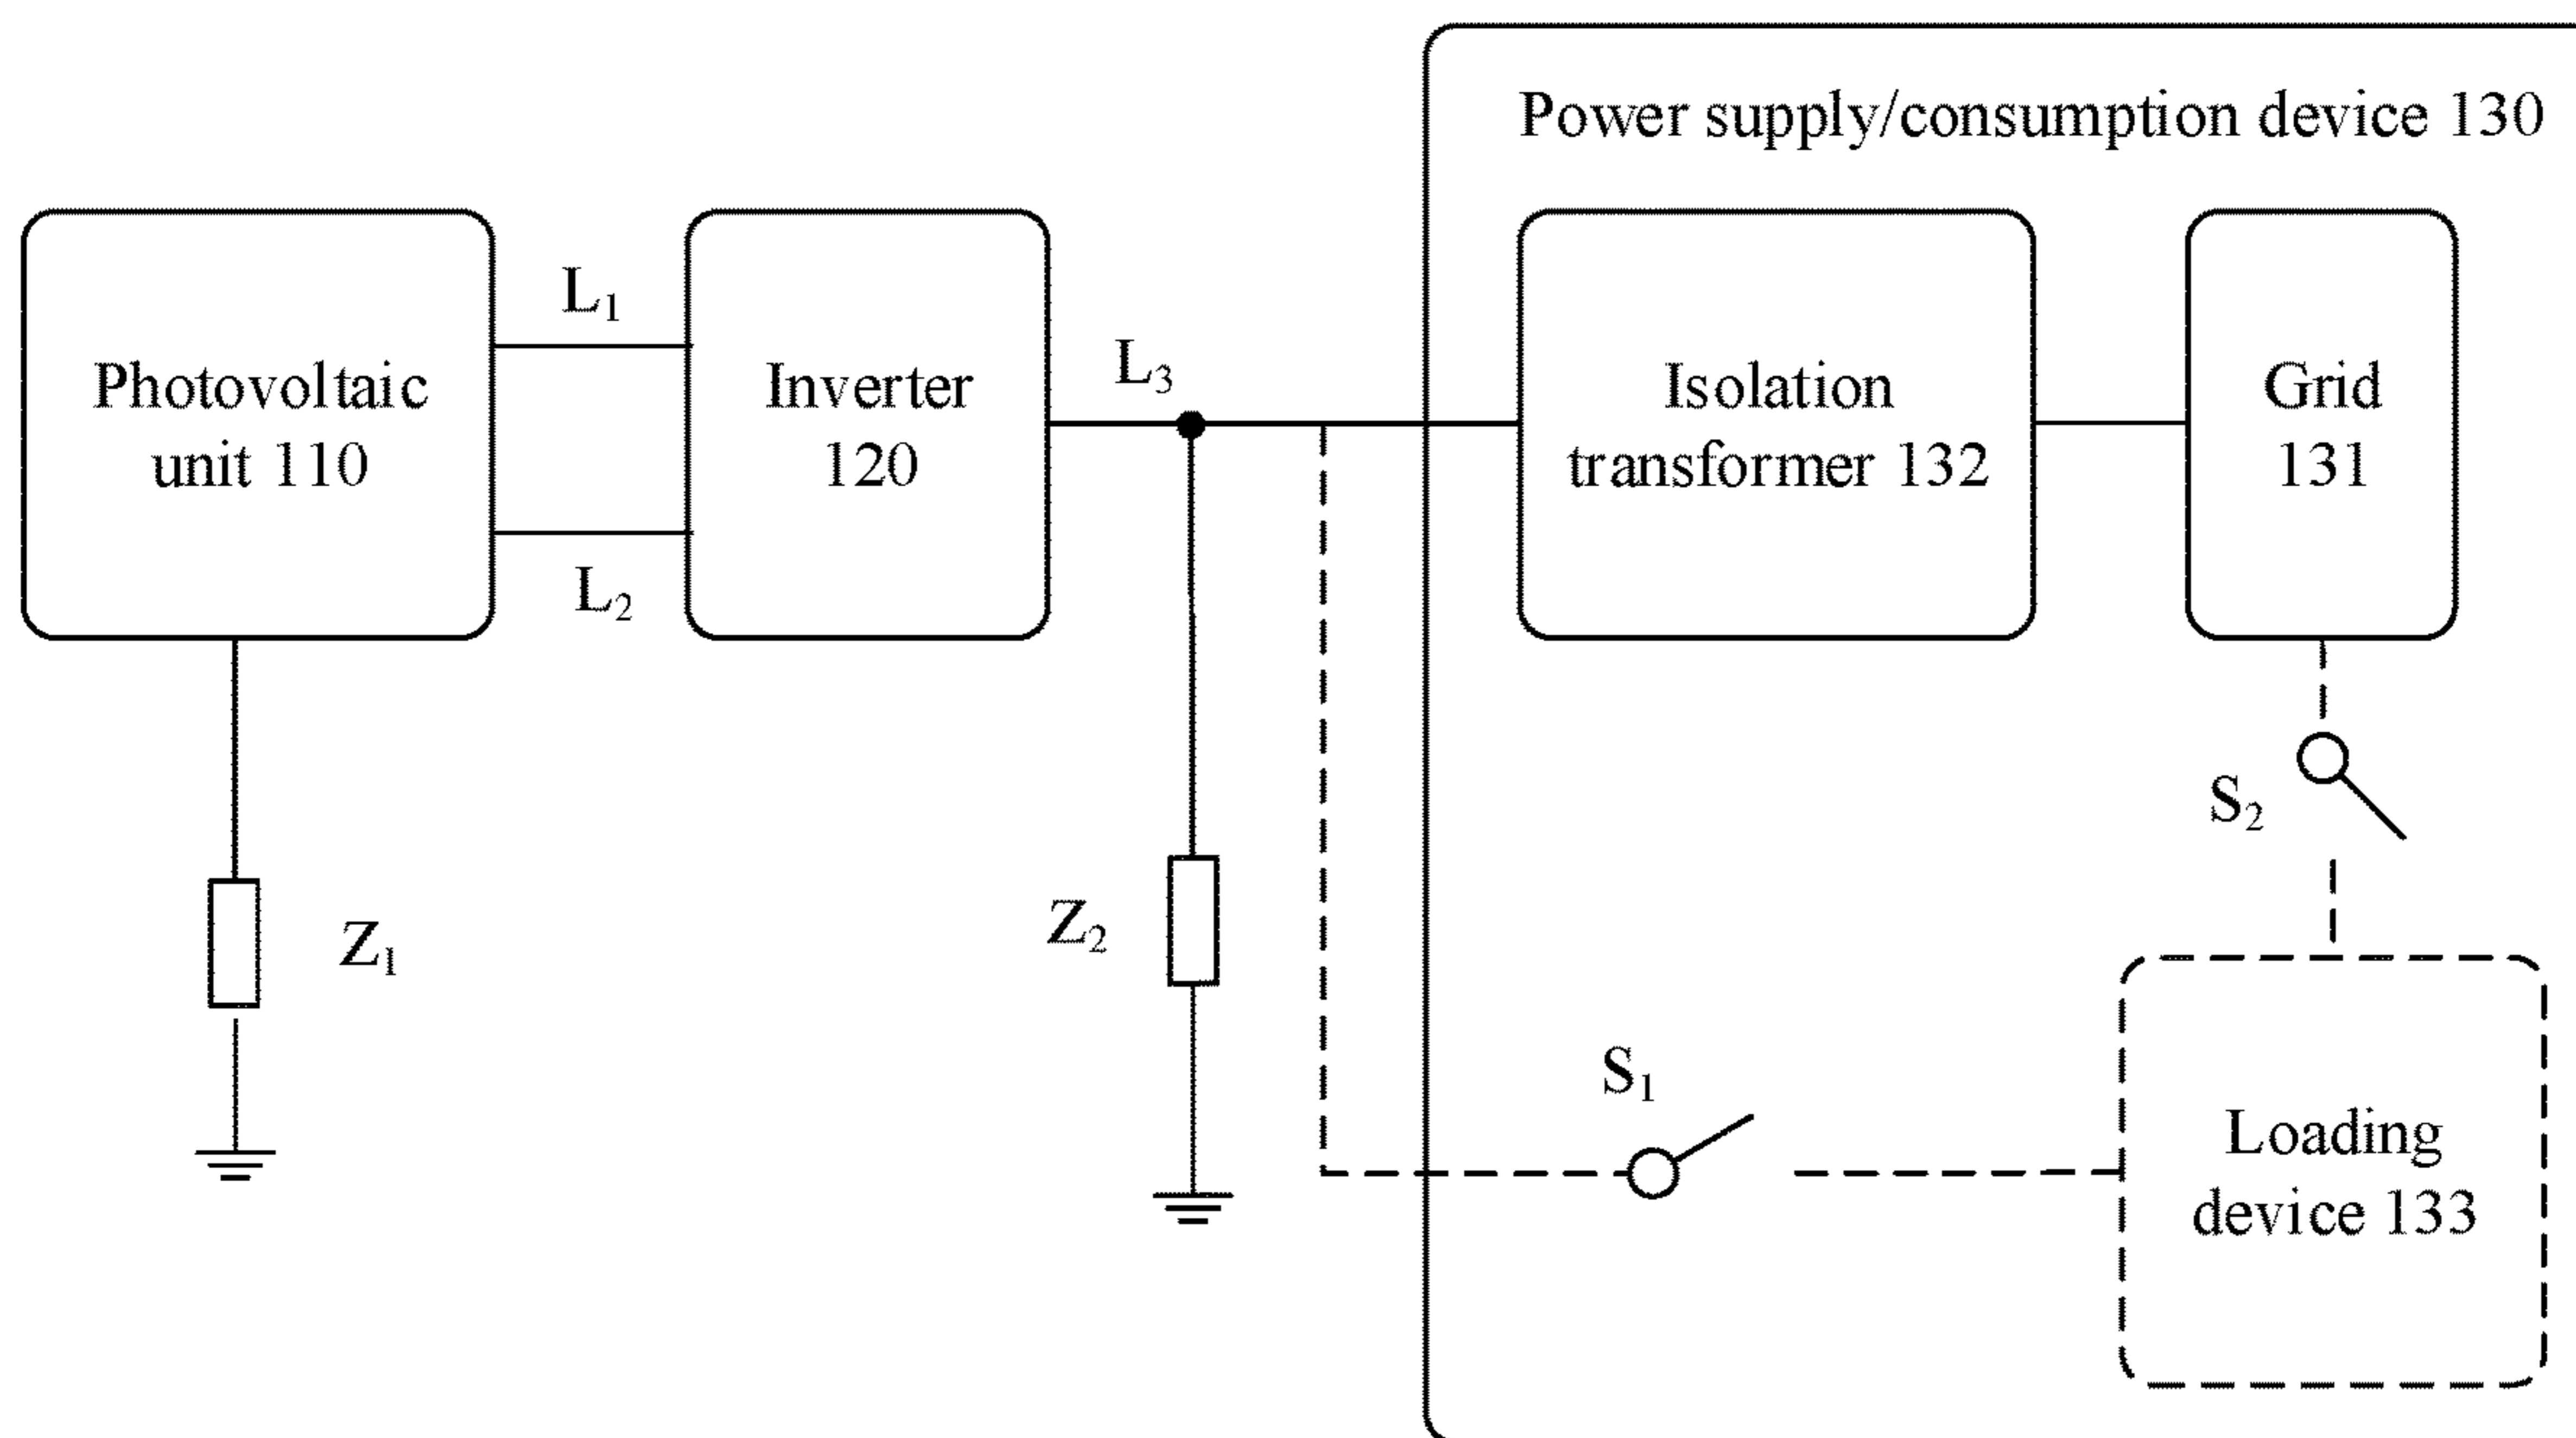 Power supply/consumption device 130
Photovoltaic
unit 110
L₁
L₂
Inverter
120
L₃
Isolation
transformer 132
Grid
131
S₂
Z₁
Z₂
S₁
Loading
device 133